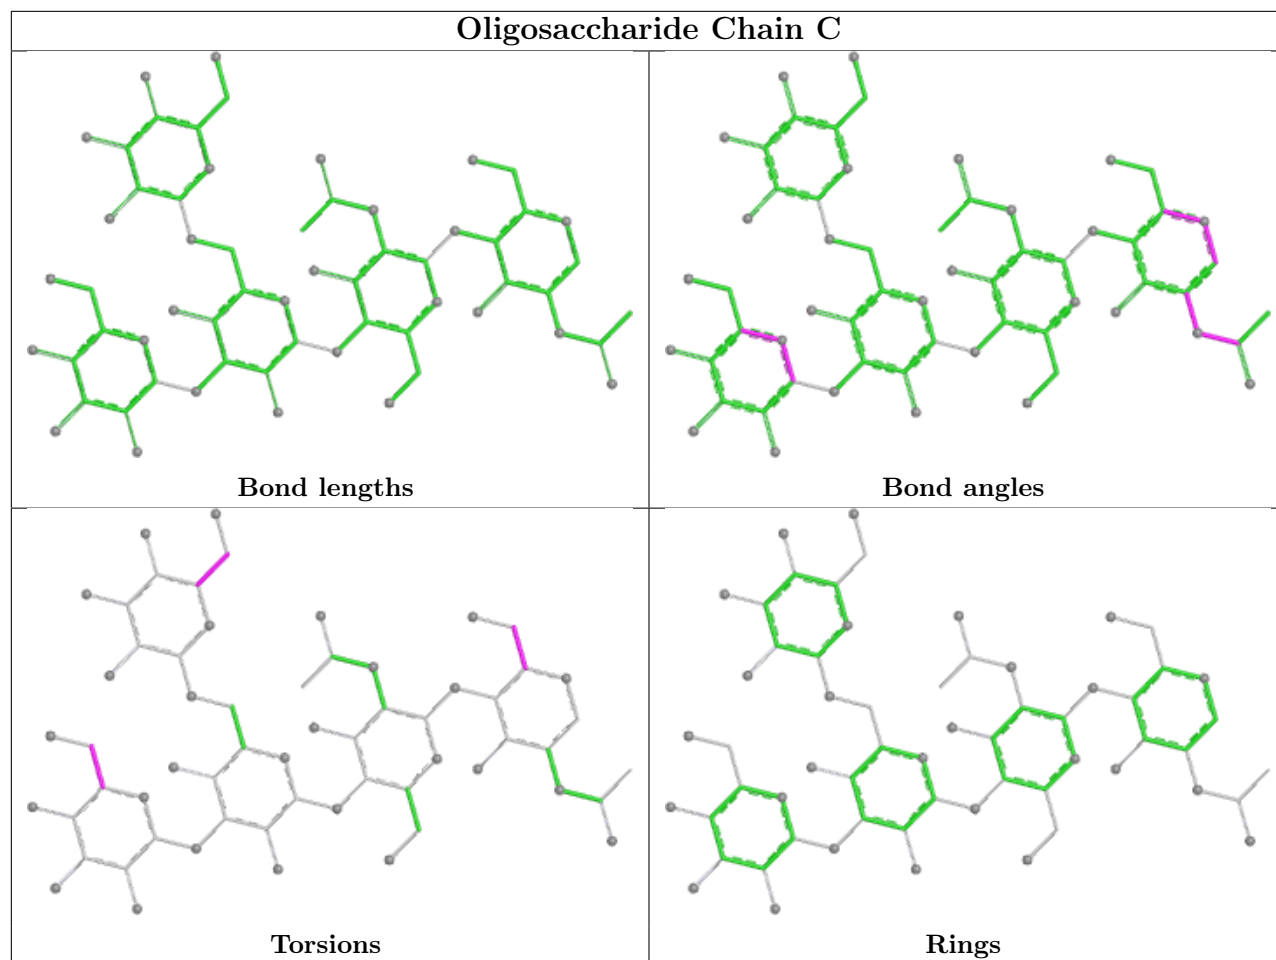 Oligosaccharide Chain C
Bond lengths
Bond angles
Torsions
Rings